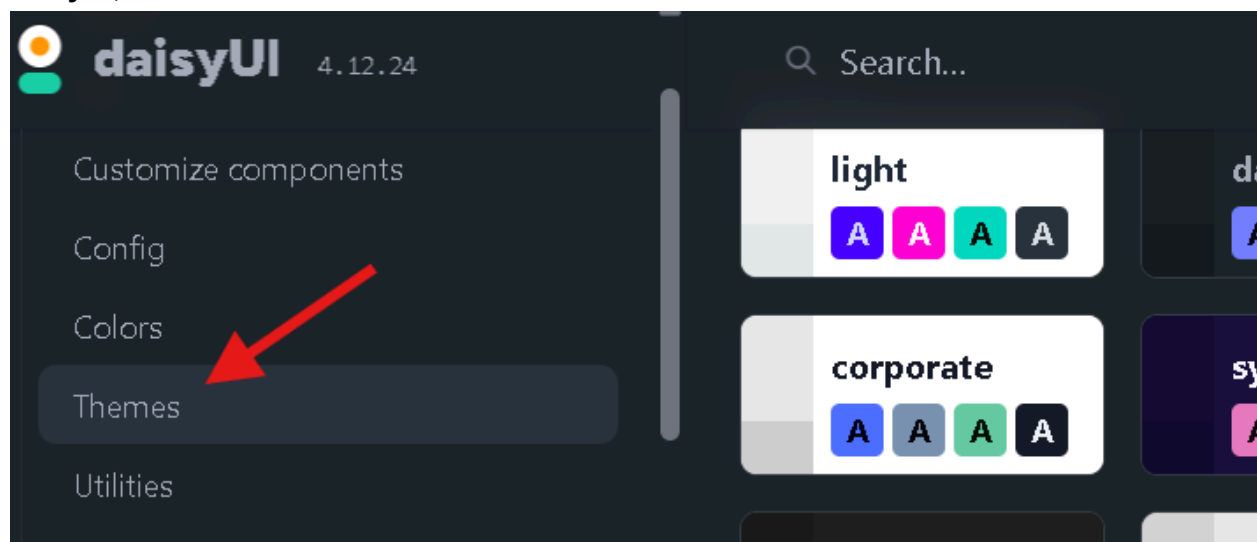 daisyUI 4.12.24
Search...
Customize components
Config
Colors
Themes
Utilities
light
A A A A
corporate
A A A A